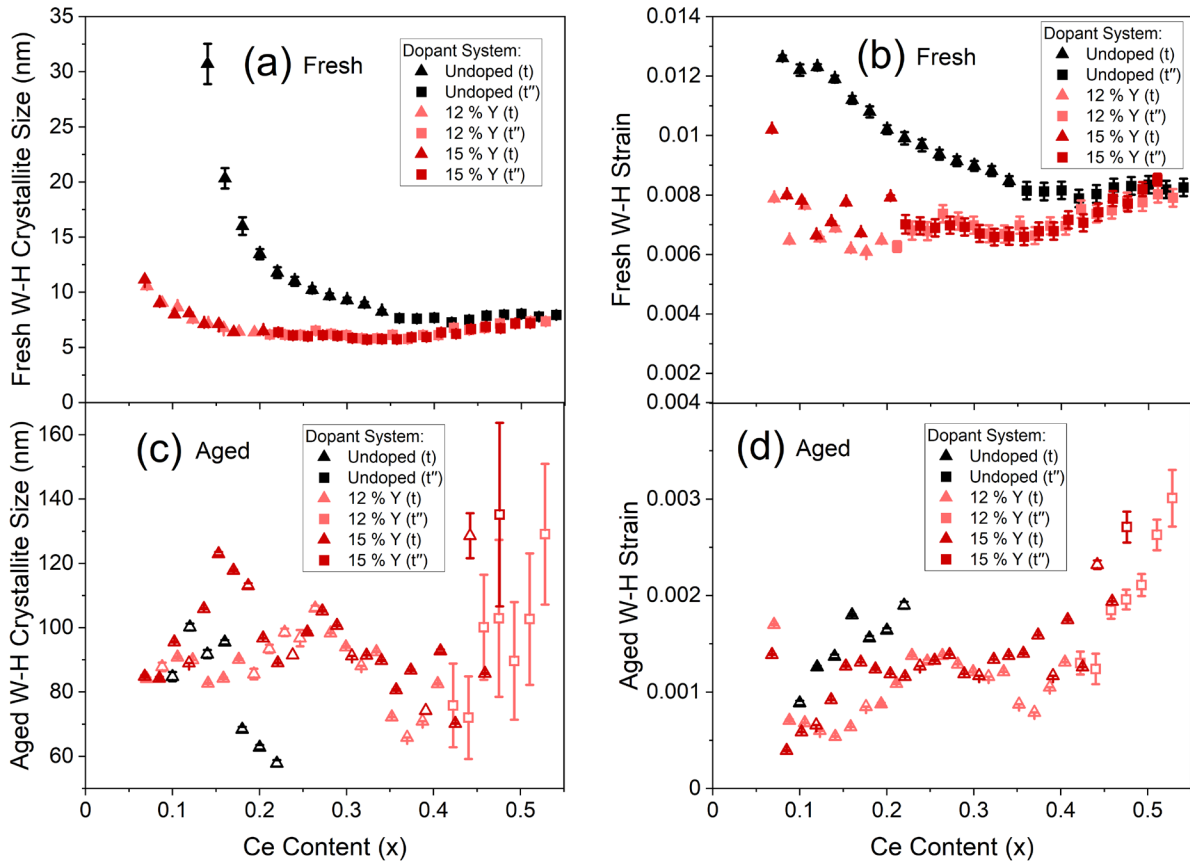 (a) Fresh
Fresh W-H Crystallite Size (nm)
35
30
25
20
15
10
5
0
Dopant System:
Undoped (t)
Undoped (t″)
12 % Y (t)
12 % Y (t″)
15 % Y (t)
15 % Y (t″)
(b) Fresh
Fresh W-H Strain
0.014
0.012
0.01
0.008
0.006
0.004
0.002
0.000
Dopant System:
Undoped (t)
Undoped (t″)
12 % Y (t)
12 % Y (t″)
15 % Y (t)
15 % Y (t″)
(c) Aged
Aged W-H Crystallite Size (nm)
160
140
120
100
80
60
Dopant System:
Undoped (t)
Undoped (t″)
12 % Y (t)
12 % Y (t″)
15 % Y (t)
15 % Y (t″)
0 0.1 0.2 0.3 0.4 0.5
Ce Content (x)
(d) Aged
Aged W-H Strain
0.004
0.003
0.002
0.001
0
Dopant System:
Undoped (t)
Undoped (t″)
12 % Y (t)
12 % Y (t″)
15 % Y (t)
15 % Y (t″)
0 0.1 0.2 0.3 0.4 0.5
Ce Content (x)